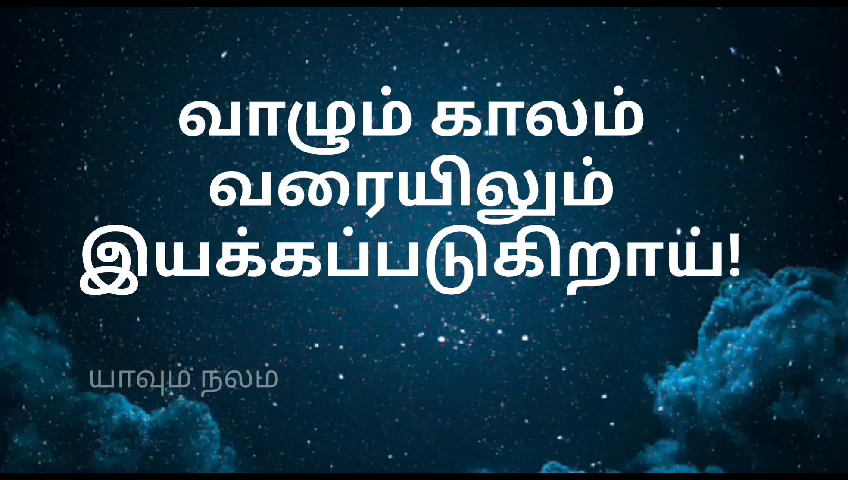 வாழும் காலம்
வரையிலும்
இயக்கப்படுகிறாய்!
யாவும் நலம்